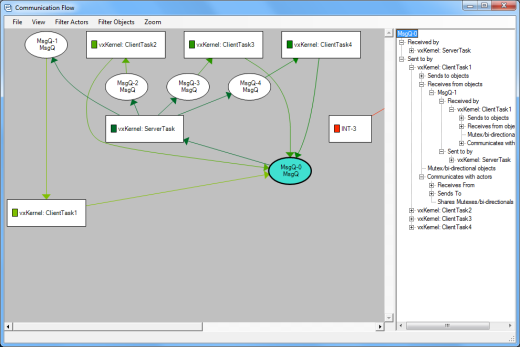 Communication Flow
File View Filter Actors Filter Objects Zoom
MsgQ-1
MsgQ
vxKernel: ClientTask2
vxKernel: ClientTask3
vxKernel: ClientTask4
MsgQ-2
MsgQ
MsgQ-3
MsgQ
MsgQ-4
MsgQ
vxKernel: ServerTask
INT-3
MsgQ-0
MsgQ
vxKernel: ClientTask1
MsgQ-0
Received by
vxKernel: ServerTask
Sent to by
vxKernel: ClientTask1
Sends to objects
Receives from objects
MsgQ-1
Received by
vxKernel: ClientTask1
Sends to objects
Receives from obje
Mutex/bi-directiona
Communicates with
Sent to by
vxKernel: ServerTask
Mutex/bi-directional objects
Communicates with actors
Receives From
Sends To
Shares Mutexes/bi-directionals
vxKernel: ClientTask2
vxKernel: ClientTask3
vxKernel: ClientTask4